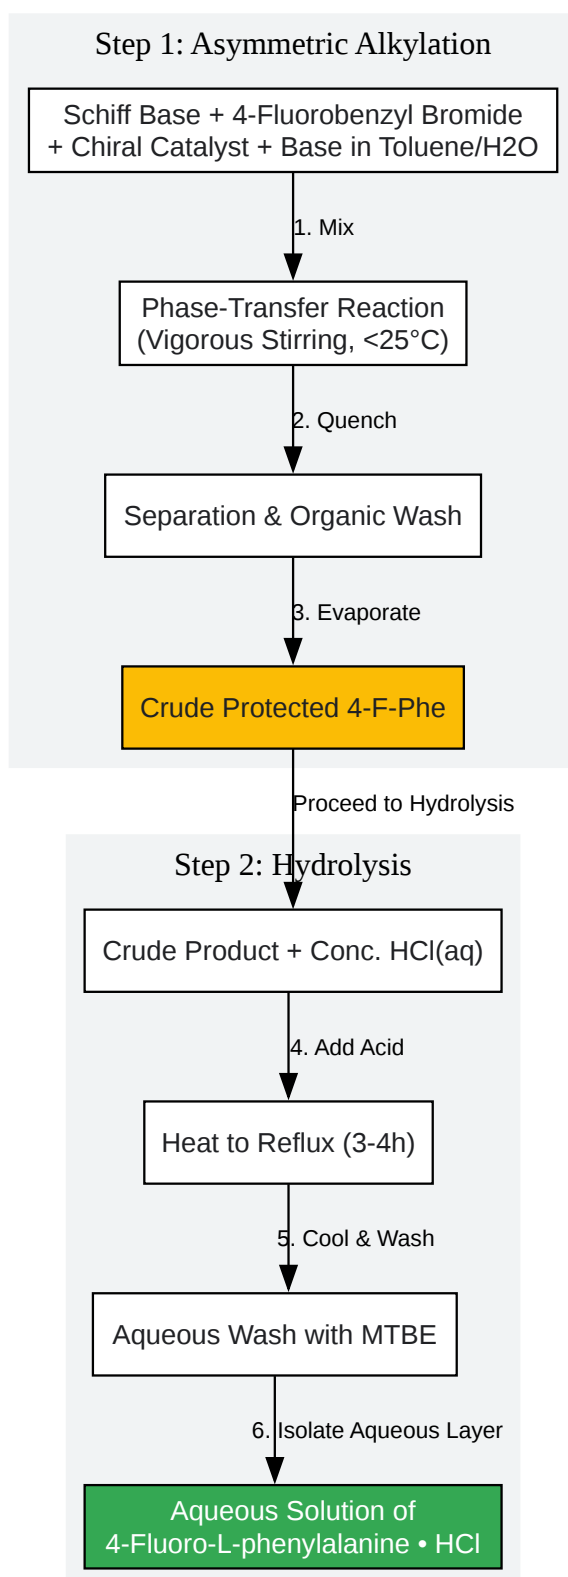 Step 1: Asymmetric Alkylation
Schiff Base + 4-Fluorobenzyl Bromide
+ Chiral Catalyst + Base in Toluene/H2O
1. Mix
Phase-Transfer Reaction
(Vigorous Stirring, <25°C)
2. Quench
Separation & Organic Wash
3. Evaporate
Crude Protected 4-F-Phe
Proceed to Hydrolysis
Step 2: Hydrolysis
Crude Product + Conc. HCl(aq)
4. Add Acid
Heat to Reflux (3-4h)
5. Cool & Wash
Aqueous Wash with MTBE
6. Isolate Aqueous Layer
Aqueous Solution of
4-Fluoro-L-phenylalanine • HCl